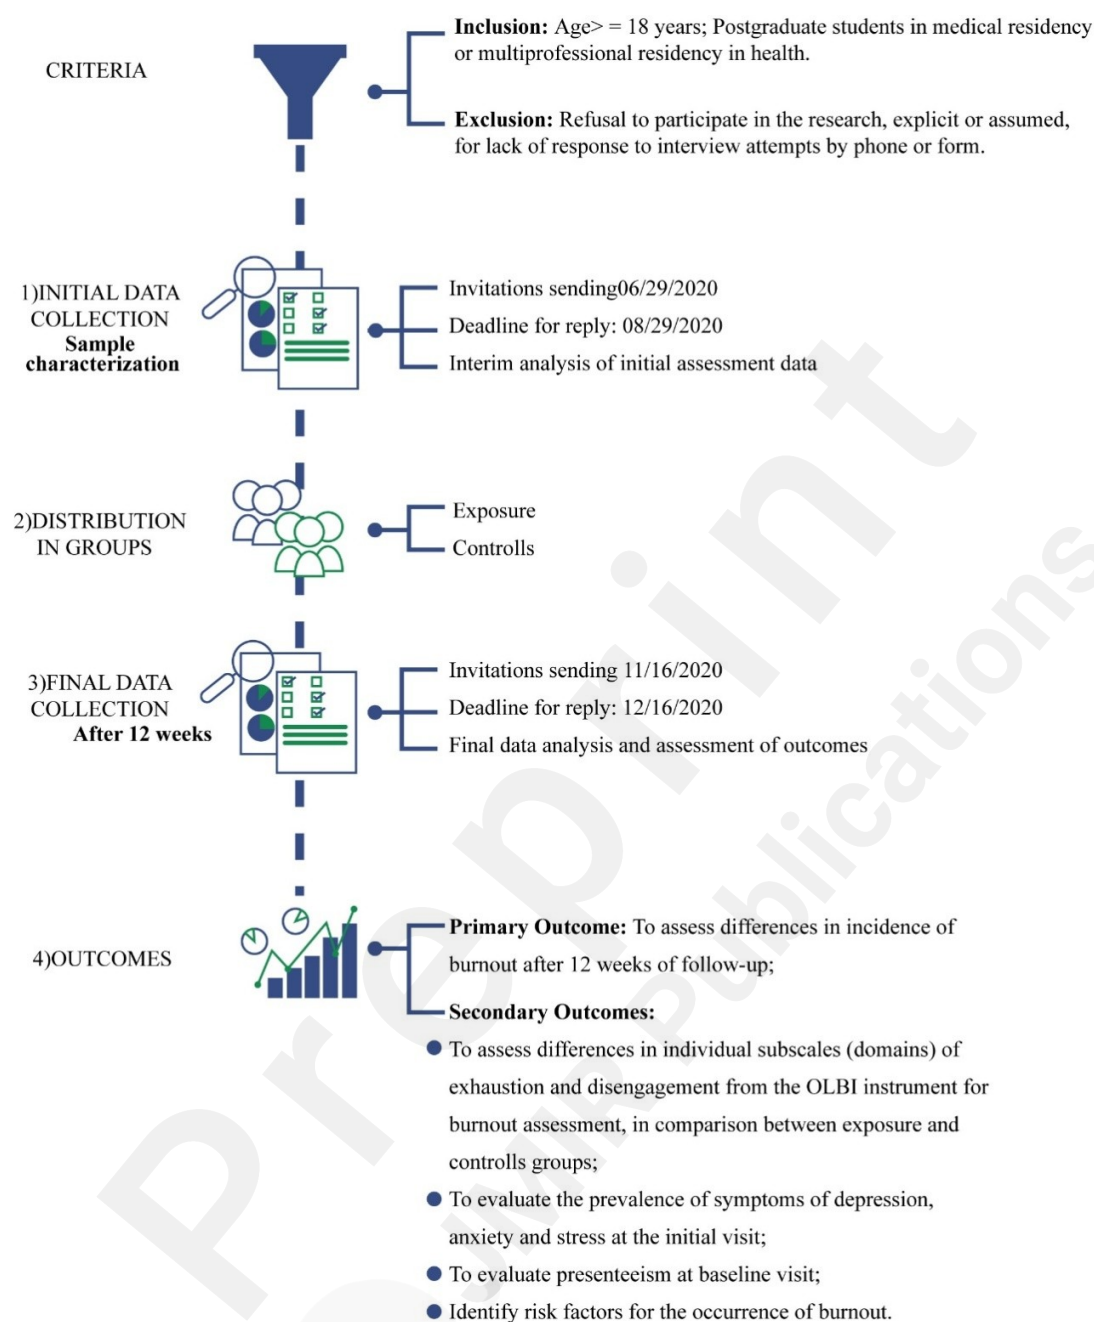 CRITERIA
Inclusion: Age> = 18 years; Postgraduate students in medical residency
or multiprofessional residency in health.
Exclusion: Refusal to participate in the research, explicit or assumed,
for lack of response to interview attempts by phone or form.
1)INITIAL DATA
COLLECTION
Sample
characterization
Invitations sending06/29/2020
Deadline for reply: 08/29/2020
Interim analysis of initial assessment data
2)DISTRIBUTION
IN GROUPS
Exposure
Controlls
3)FINAL DATA
COLLECTION
After 12 weeks
Invitations sending 11/16/2020
Deadline for reply: 12/16/2020
Final data analysis and assessment of outcomes
4)OUTCOMES
Primary Outcome: To assess differences in incidence of
burnout after 12 weeks of follow-up;
Secondary Outcomes:
To assess differences in individual subscales (domains) of
exhaustion and disengagement from the OLBI instrument for
burnout assessment, in comparison between exposure and
controlls groups;
To evaluate the prevalence of symptoms of depression,
anxiety and stress at the initial visit;
To evaluate presenteeism at baseline visit;
Identify risk factors for the occurrence of burnout.
Preprint
JMIR Publications